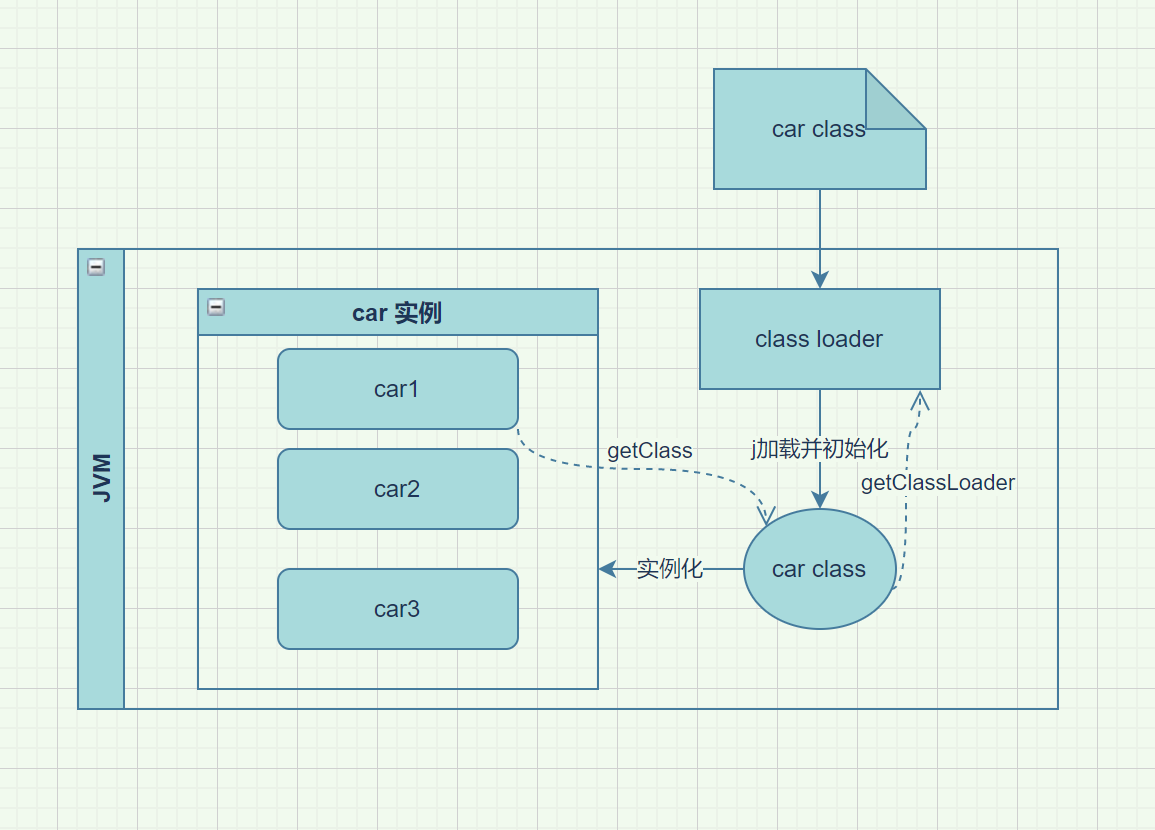 car class
JVM
car 实例
class loader
car1
car2
car3
getClass
j加载并初始化
getClassLoader
实例化
car class